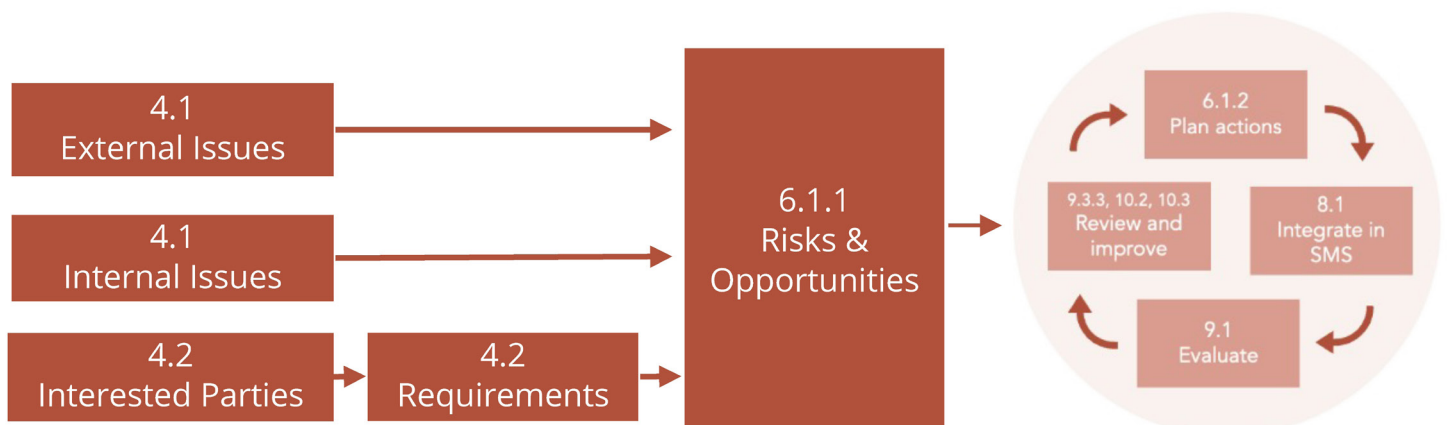 4.1
External Issues
4.1
Internal Issues
4.2
Interested Parties
4.2
Requirements
6.1.1
Risks &
Opportunities
6.1.2
Plan actions
8.1
Integrate in
SMS
9.1
Evaluate
9.3.3, 10.2, 10.3
Review and
improve